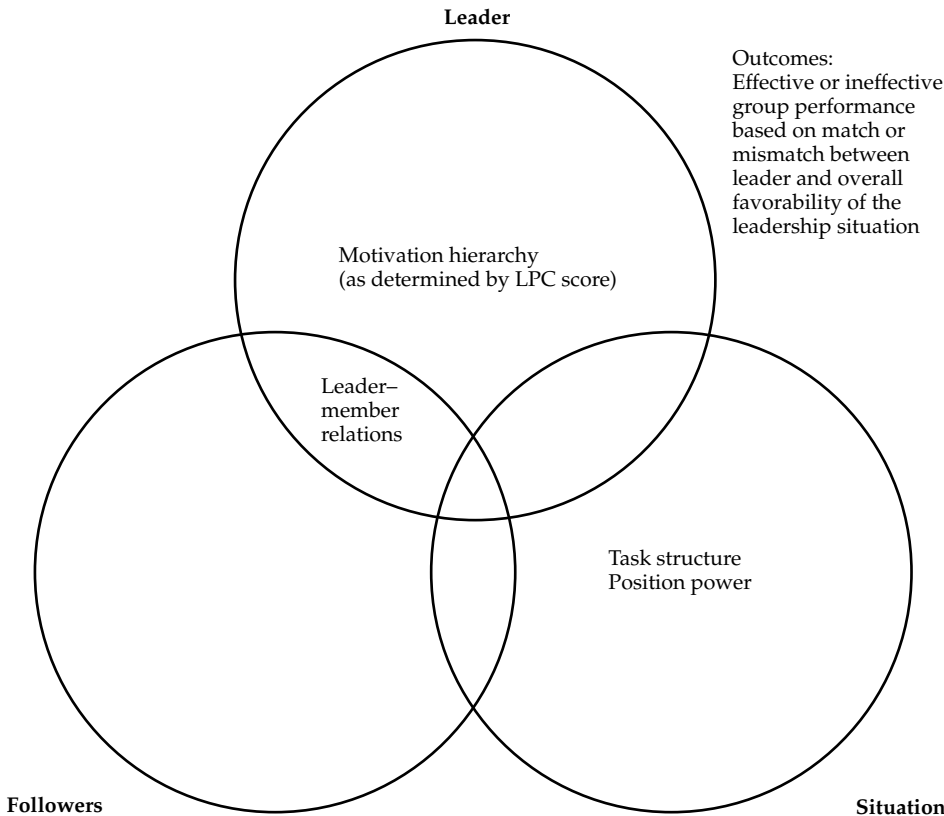 Leader
Outcomes:
Effective or ineffective
group performance
based on match or
mismatch between
leader and overall
favorability of the
leadership situation
Motivation hierarchy
(as determined by LPC score)
Leader–
member
relations
Task structure
Position power
Followers
Situation